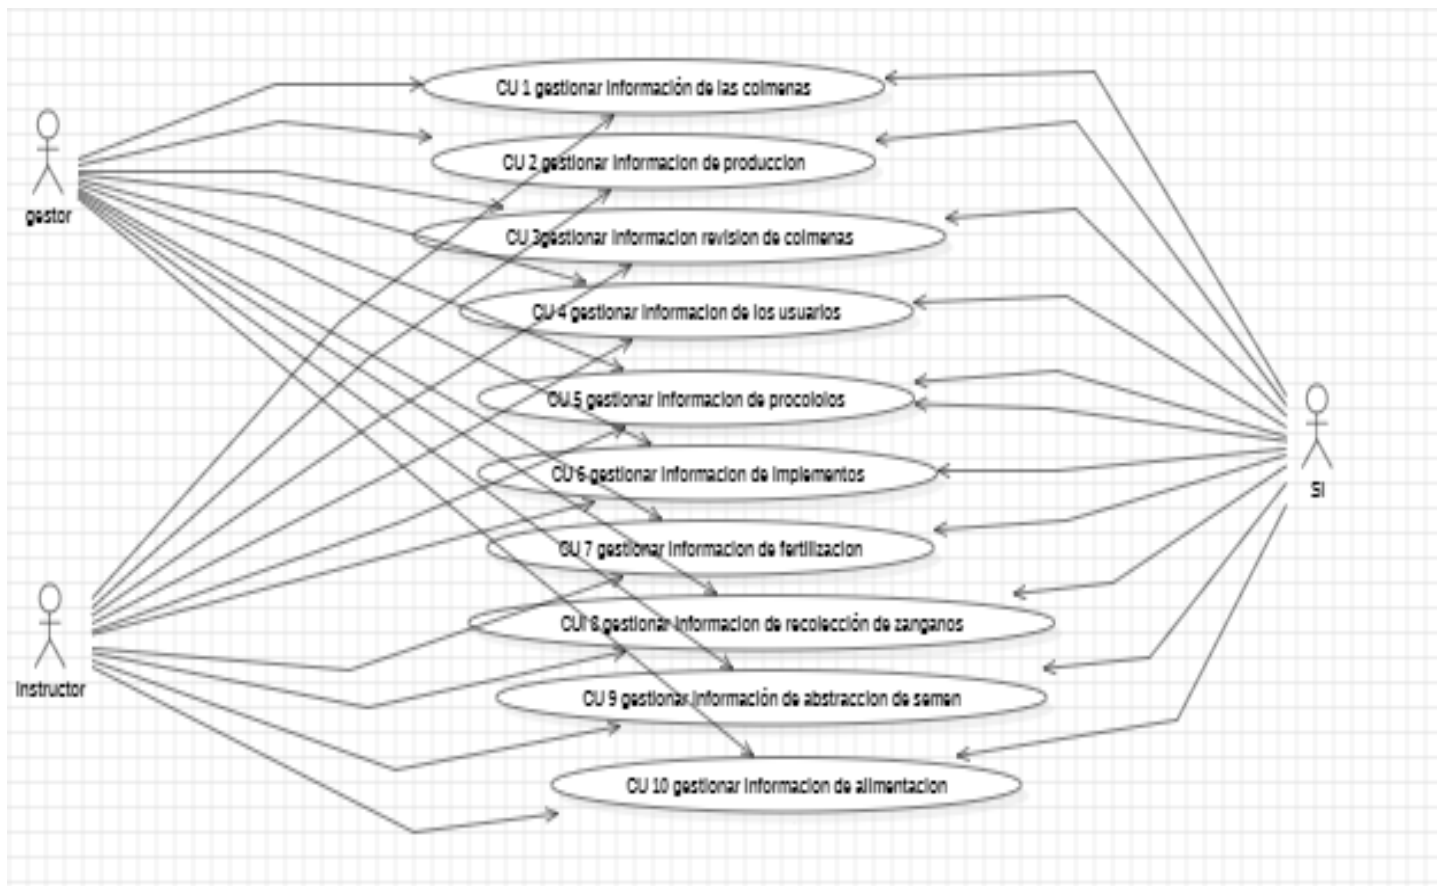 CU 1 gestionar información de las colmenas
CU 2 gestionar informacion de produccion
gestor
CU 3gestionar informacion revision de colmenas
CU 4 gestionar informacion de los usuarios
CU 5 gestionar informacion de procololos
CU 6 gestionar informacion de implementos
SI
CU 7 gestionar informacion de fertilizacion
CUI 8 gestionar informacion de recolección de zanganos
instructor
CU 9 gestionar información de abstraccion de semen
CU 10 gestionar informacion de alimentacion